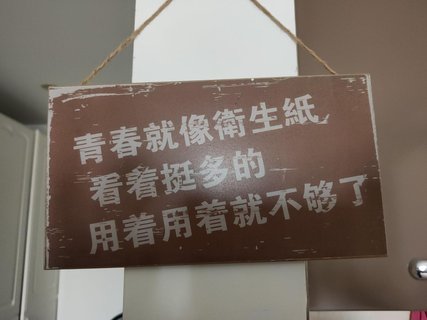 青春就像衛生紙
看着挺多的
用着用着就不够了